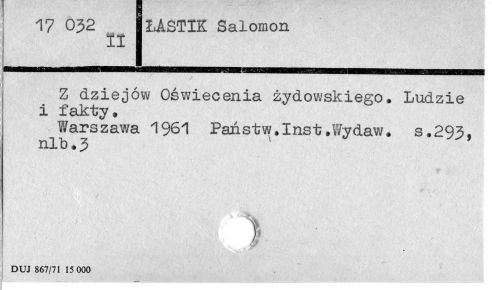 17 032 ŁASTIK Salomon
II
Z dziejów Oświecenia żydowskiego. Ludzie
i fakty.
Warszawa 1961 Państw.Inst.Wydaw. s.293,
nlb.3
DUJ 867/71 15 000